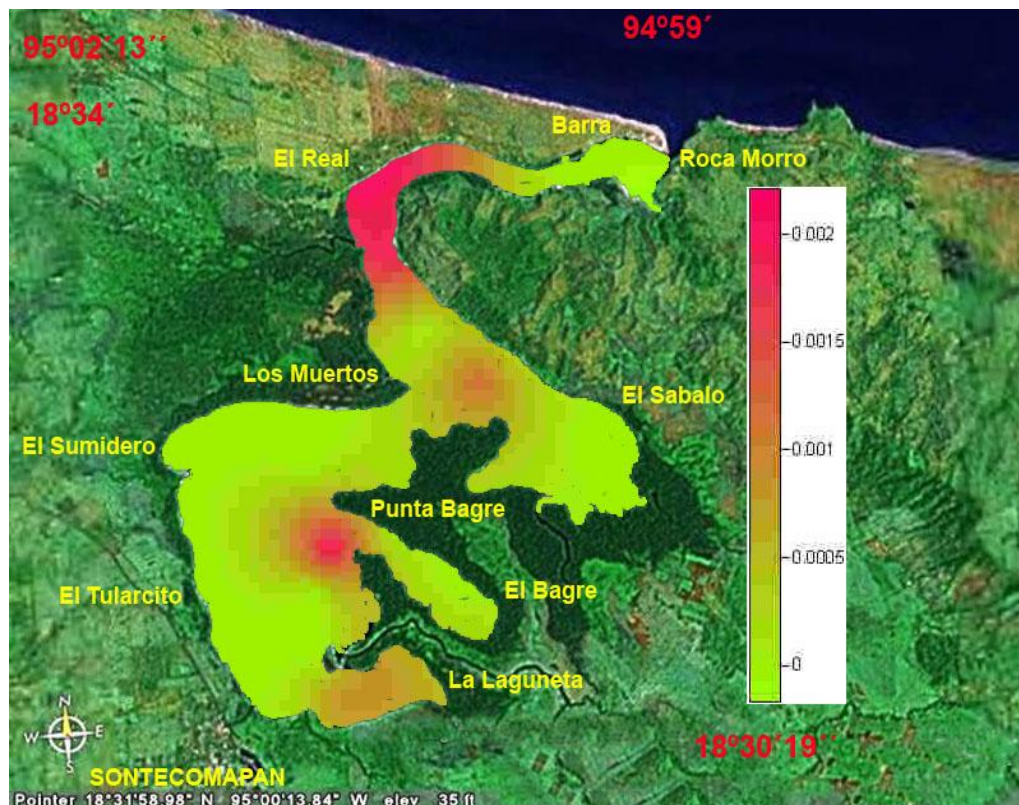 94º59´
95º02´13´´
18º34´
Barra
El Real
Roca Morro
0.002
0.0015
Los Muertos
El Sabalo
El Sumidero
0.001
Punta Bagre
0.0005
El Tularcito
El Bagre
0
La Laguneta
18º30´19´´
N
W
E
S
SONTECOMAPAN
Pointer 18°31'58.98" N 95°00'13.84" W elev 35 ft